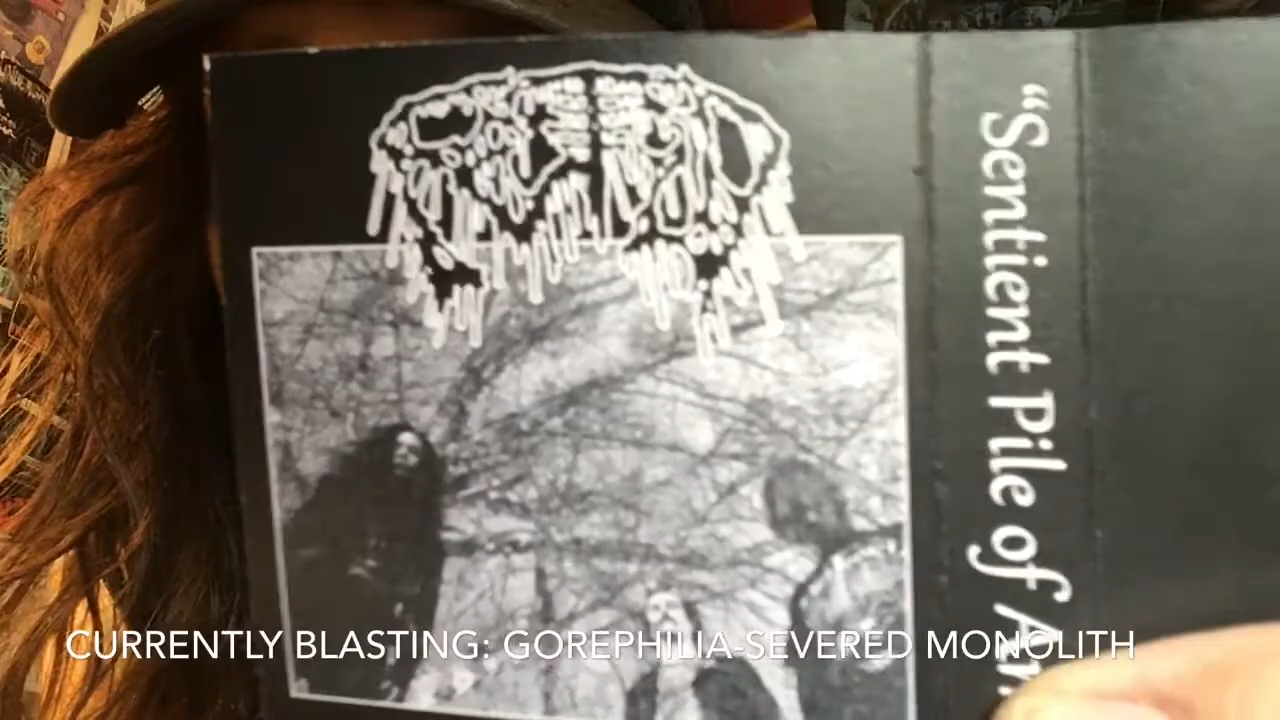 “Sentient Pile of
CURRENTLY BLASTING: GOREPHILIA-SEVERED MONOLITH